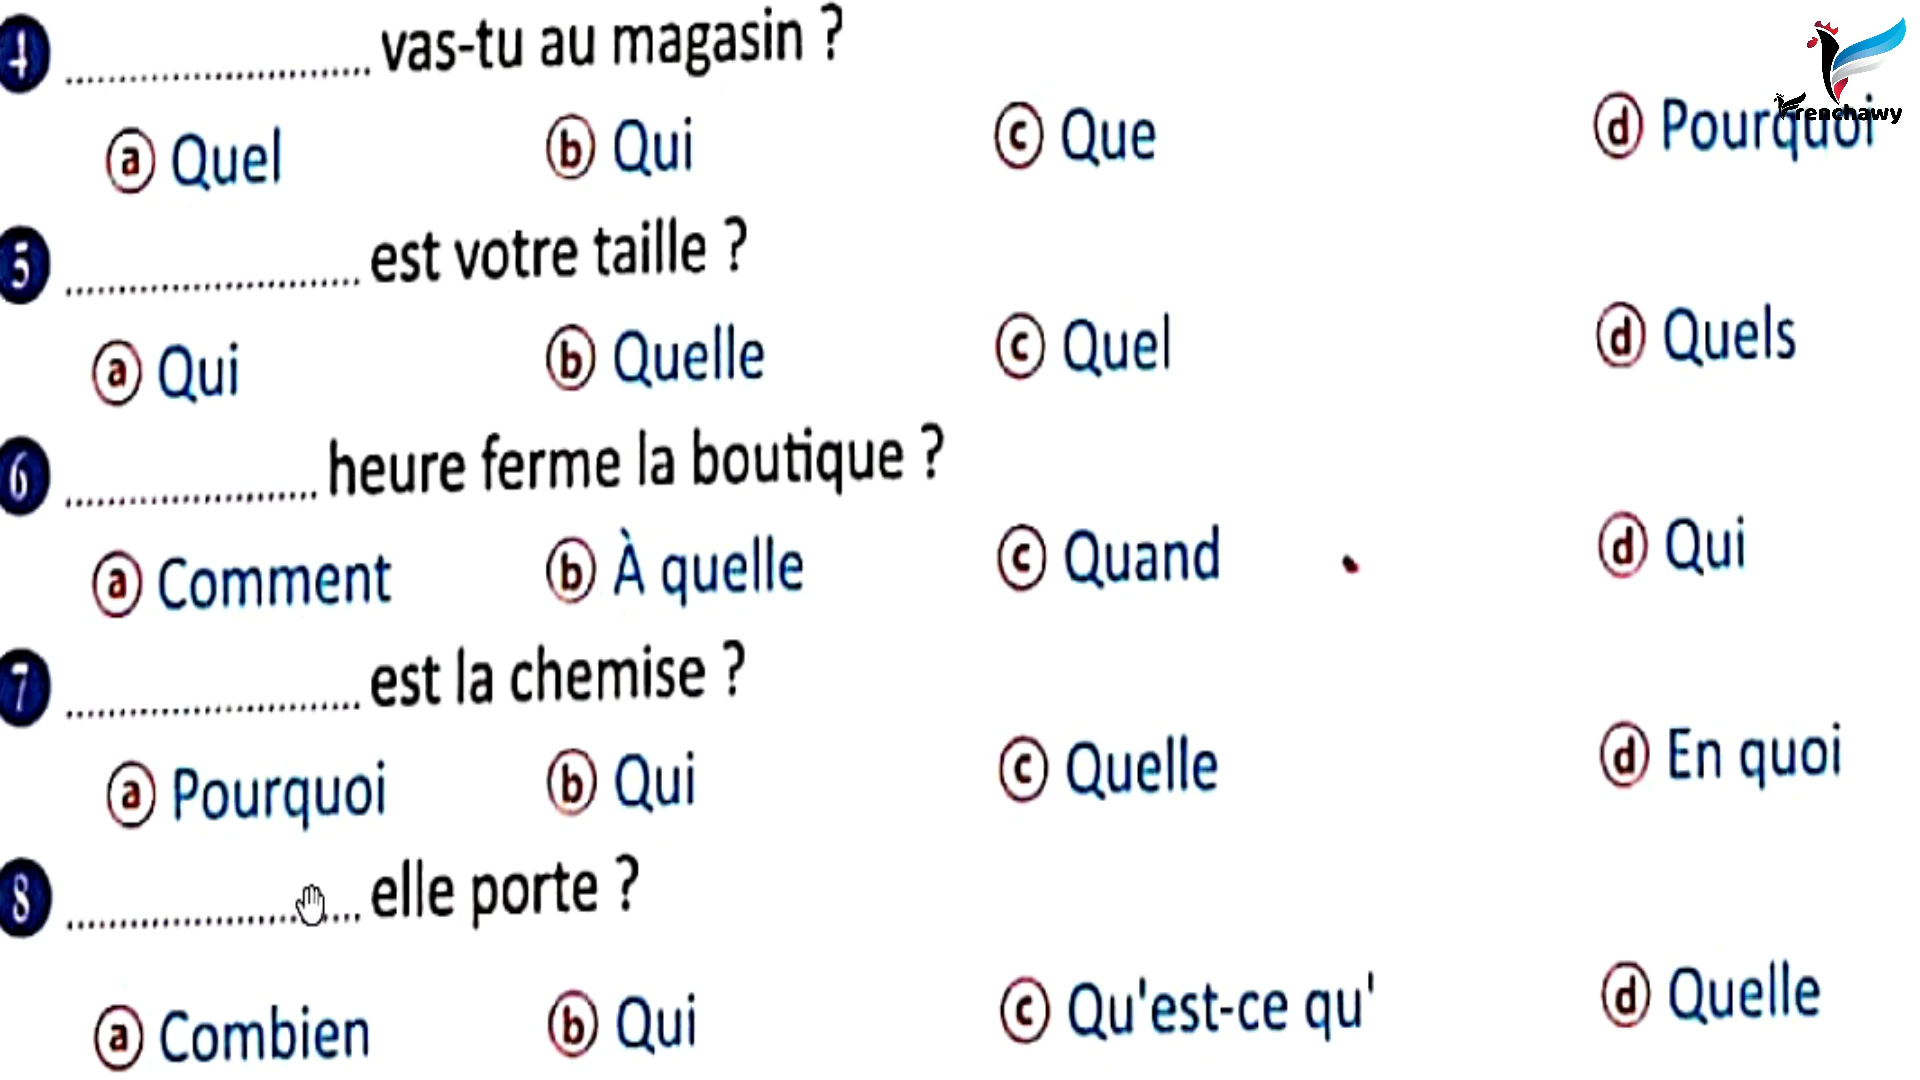 4 .............................. vas-tu au magasin ?
a Quel b Qui c Que d Pourquoi
Frenchawy
5 .............................. est votre taille ?
a Qui b Quelle c Quel d Quels
6 .............................. heure ferme la boutique ?
a Comment b À quelle c Quand d Qui
7 .............................. est la chemise ?
a Pourquoi b Qui c Quelle d En quoi
8 .............................. elle porte ?
a Combien b Qui c Qu'est-ce qu' d Quelle